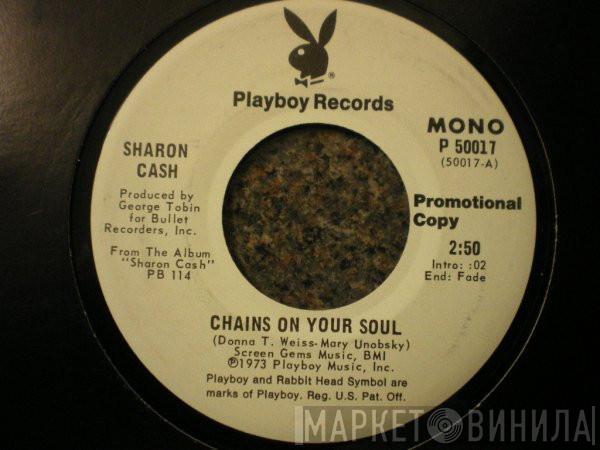 Playboy Records
®
SHARON
CASH
Produced by
George Tobin
for Bullet
Recorders, Inc.
From The Album
"Sharon Cash"
PB 114
MONO
P 50017
(50017-A)
Promotional
Copy
2:50
Intro: :02
End: Fade
CHAINS ON YOUR SOUL
(Donna T. Weiss-Mary Unobsky)
Screen Gems Music, BMI
Ⓟ1973 Playboy Music, Inc.
Playboy and Rabbit Head Symbol are
marks of Playboy. Reg. U.S. Pat. Off.
МАРКЕТ ВИНИЛА